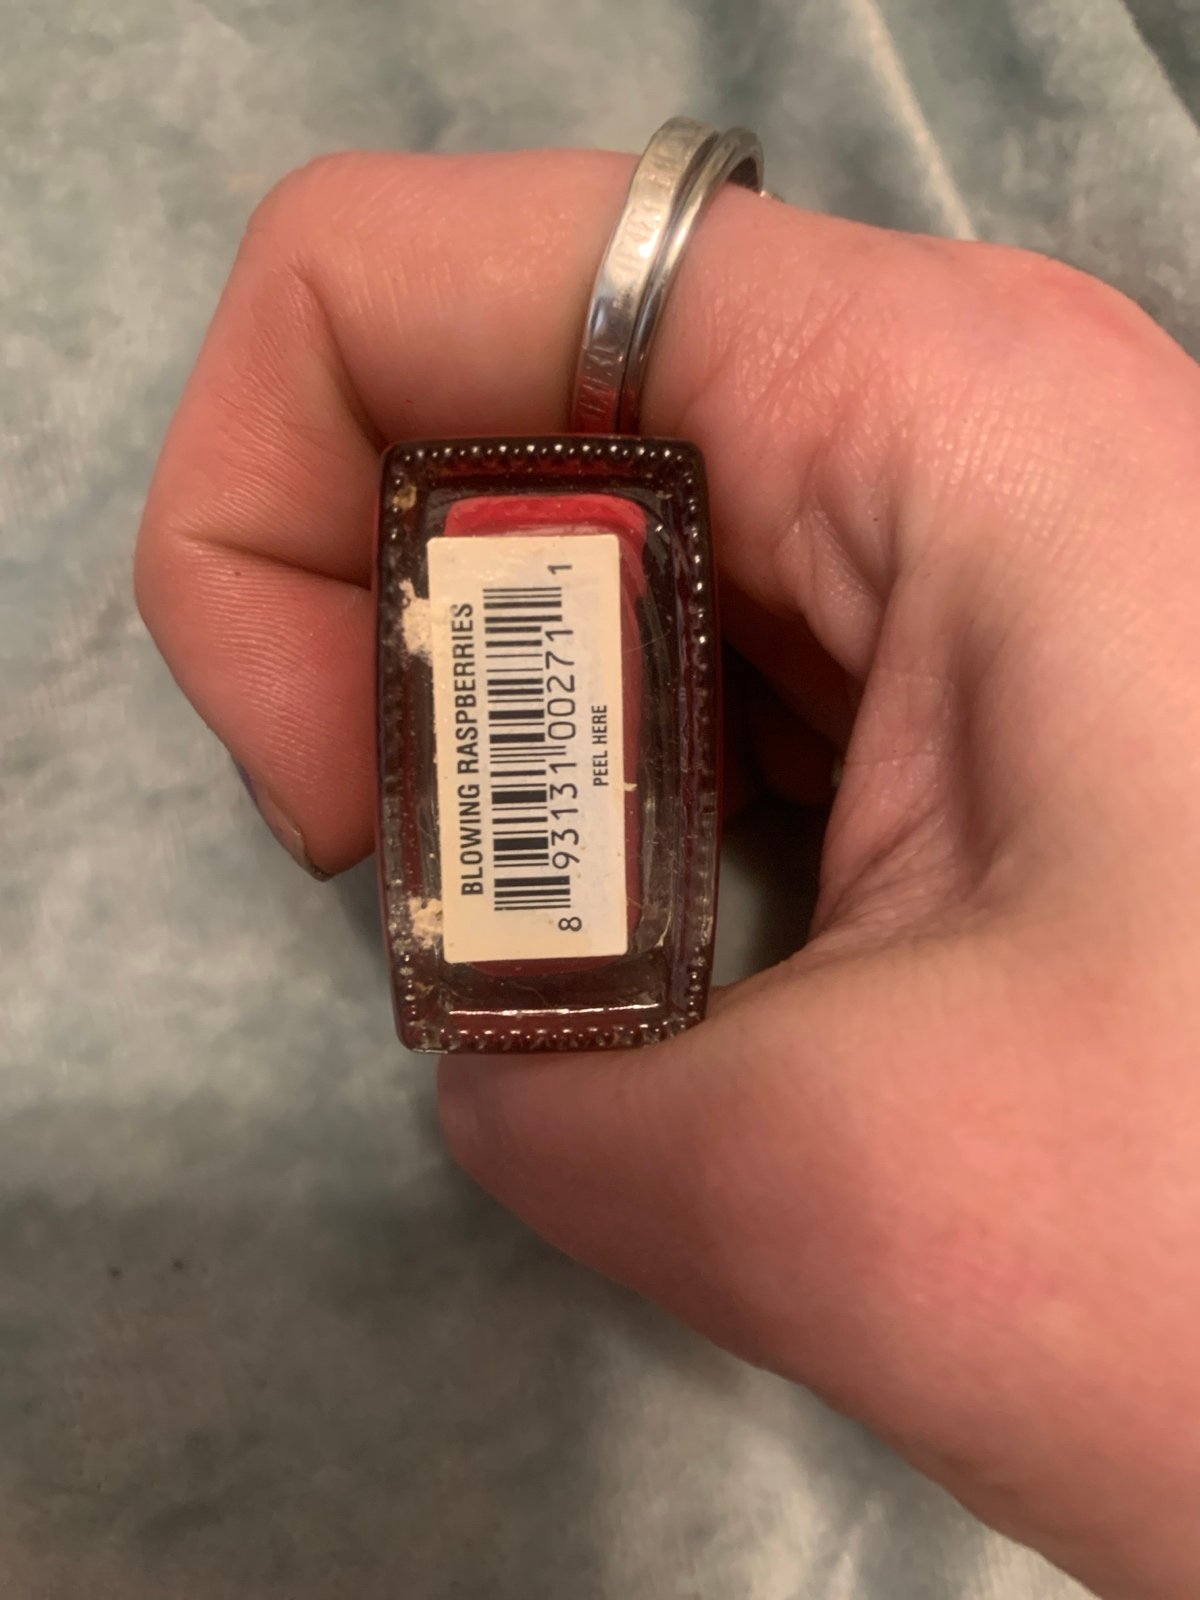 BLOWING RASPBERRIES
8 93131 00271 1
PEEL HERE